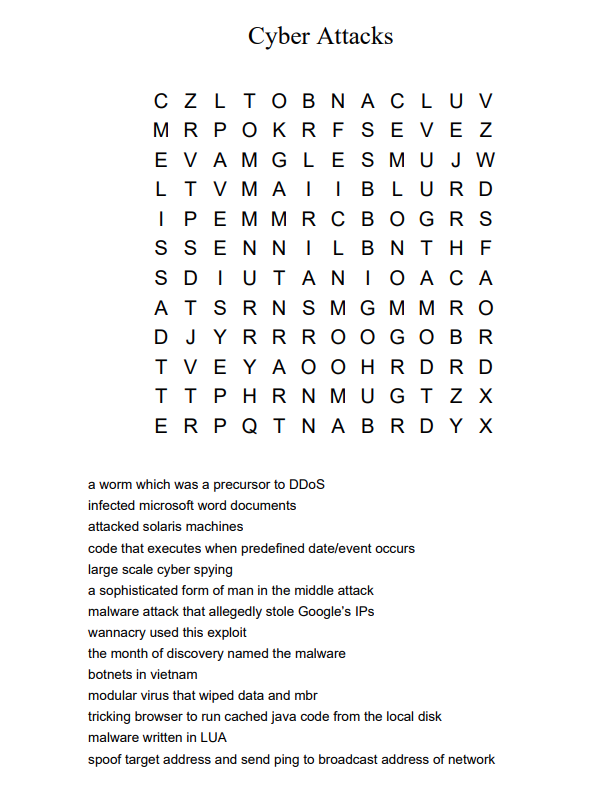 Cyber Attacks
C Z L T O B N A C L U V
M R P O K R F S E V E Z
E V A M G L E S M U J W
L T V M A I I B L U R D
I P E M M R C B O G R S
S S E N N I L B N T H F
S D I U T A N I O A C A
A T S R N S M G M M R O
D J Y R R R O O G O B R
T V E Y A O O H R D R D
T T P H R N M U G T Z X
E R P Q T N A B R D Y X
a worm which was a precursor to DDoS
infected microsoft word documents
attacked solaris machines
code that executes when predefined date/event occurs
large scale cyber spying
a sophisticated form of man in the middle attack
malware attack that allegedly stole Google's IPs
wannacry used this exploit
the month of discovery named the malware
botnets in vietnam
modular virus that wiped data and mbr
tricking browser to run cached java code from the local disk
malware written in LUA
spoof target address and send ping to broadcast address of network